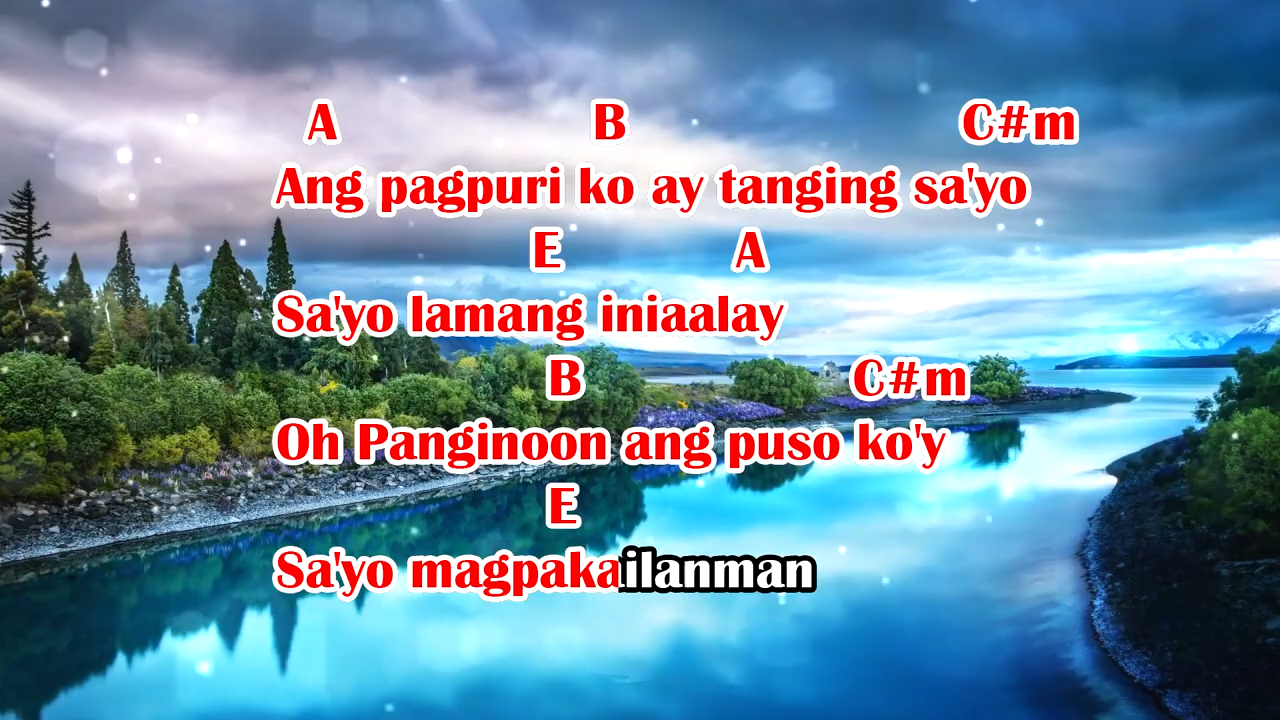 A B C#m
Ang pagpuri ko ay tanging sa'yo
E A
Sa'yo lamang iniaalay
B C#m
Oh Panginoon ang puso ko'y
E
Sa'yo magpakailanman